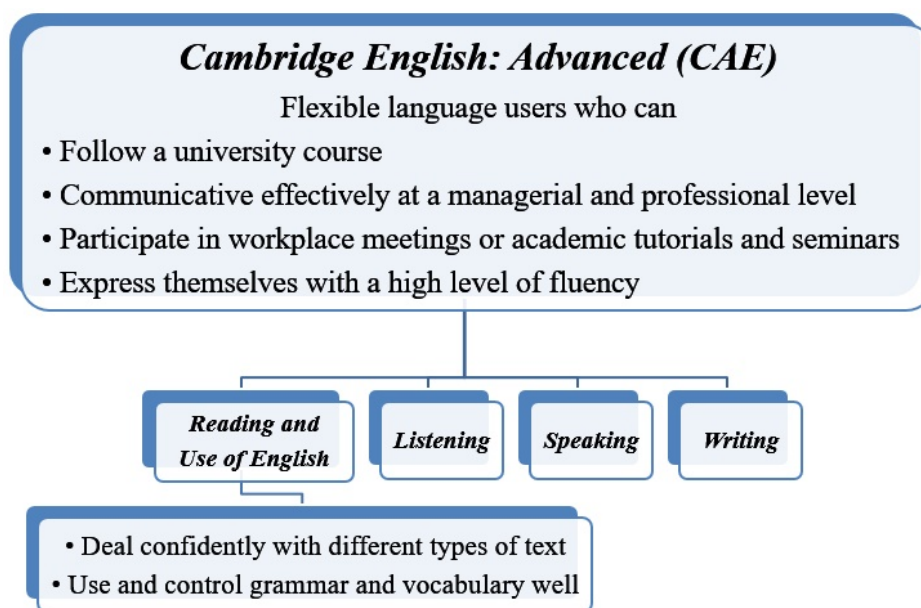 Cambridge English: Advanced (CAE)
Flexible language users who can
• Follow a university course
• Communicative effectively at a managerial and professional level
• Participate in workplace meetings or academic tutorials and seminars
• Express themselves with a high level of fluency
Reading and
Use of English
Listening
Speaking
Writing
• Deal confidently with different types of text
• Use and control grammar and vocabulary well